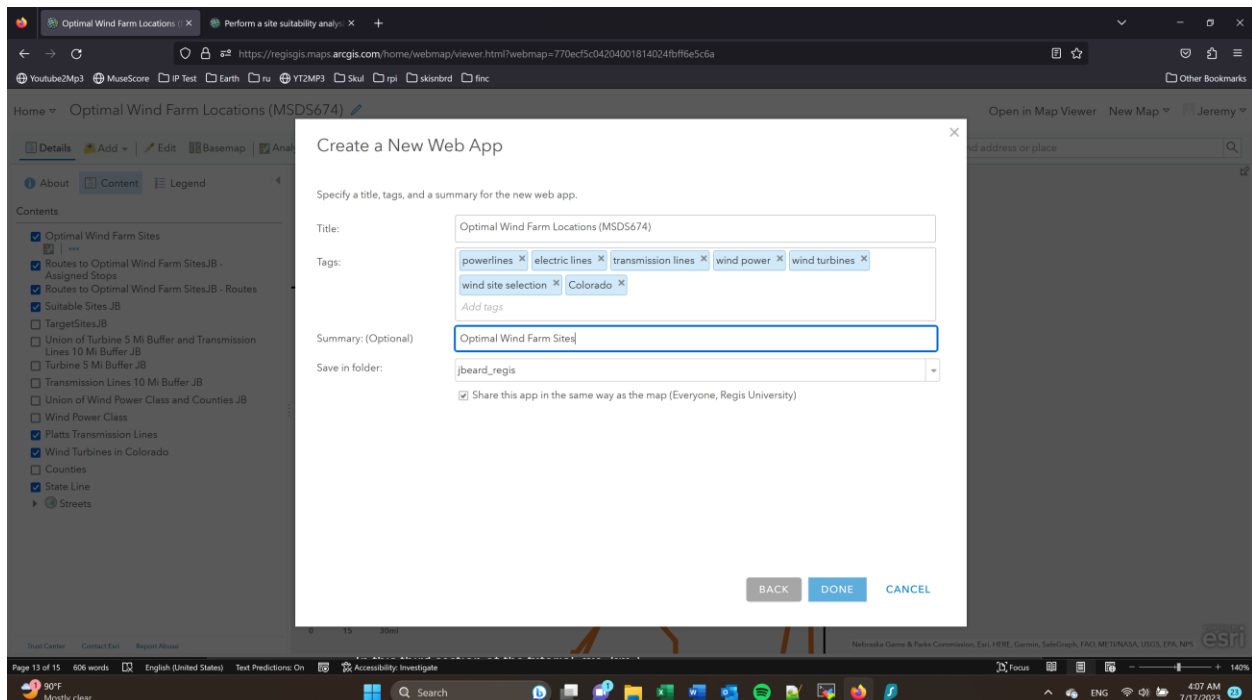 Optimal Wind Farm Locations (
Perform a site suitability analysi
https://regisgis.maps.arcgis.com/home/webmap/viewer.html?webmap=770ecf5c04204001814024fbff6e5c6a
Youtube2Mp3 MuseScore IP Test Earth ru YT2MP3 Skul rpi skisnbrd finc Other Bookmarks
Home Optimal Wind Farm Locations (MSDS674) Open in Map Viewer New Map Jeremy
Details Add Edit Basemap Anal nd address or place
About Content Legend
Contents
Optimal Wind Farm Sites
Routes to Optimal Wind Farm SitesJB -
Assigned Stops
Routes to Optimal Wind Farm SitesJB - Routes
Suitable Sites JB
TargetSitesJB
Union of Turbine 5 Mi Buffer and Transmission
Lines 10 Mi Buffer JB
Turbine 5 Mi Buffer JB
Transmission Lines 10 Mi Buffer JB
Union of Wind Power Class and Counties JB
Wind Power Class
Platts Transmission Lines
Wind Turbines in Colorado
Counties
State Line
Streets
Trust Center Contact Esri Report Abuse
Create a New Web App
Specify a title, tags, and a summary for the new web app.
Title: Optimal Wind Farm Locations (MSDS674)
Tags: powerlines electric lines transmission lines wind power wind turbines
wind site selection Colorado
Add tags
Summary: (Optional) Optimal Wind Farm Sites
Save in folder: jbeard_regis
Share this app in the same way as the map (Everyone, Regis University)
BACK DONE CANCEL
0 15 30mi
Nebraska Game & Parks Commission, Esri, HERE, Garmin, SafeGraph, FAO, METI/NASA, USGS, EPA, NPS esri
Page 13 of 15 606 words English (United States) Text Predictions: On Accessibility: Investigate Focus 140%
90°F
Mostly clear
Search
ENG
4:07 AM
7/17/2023
23